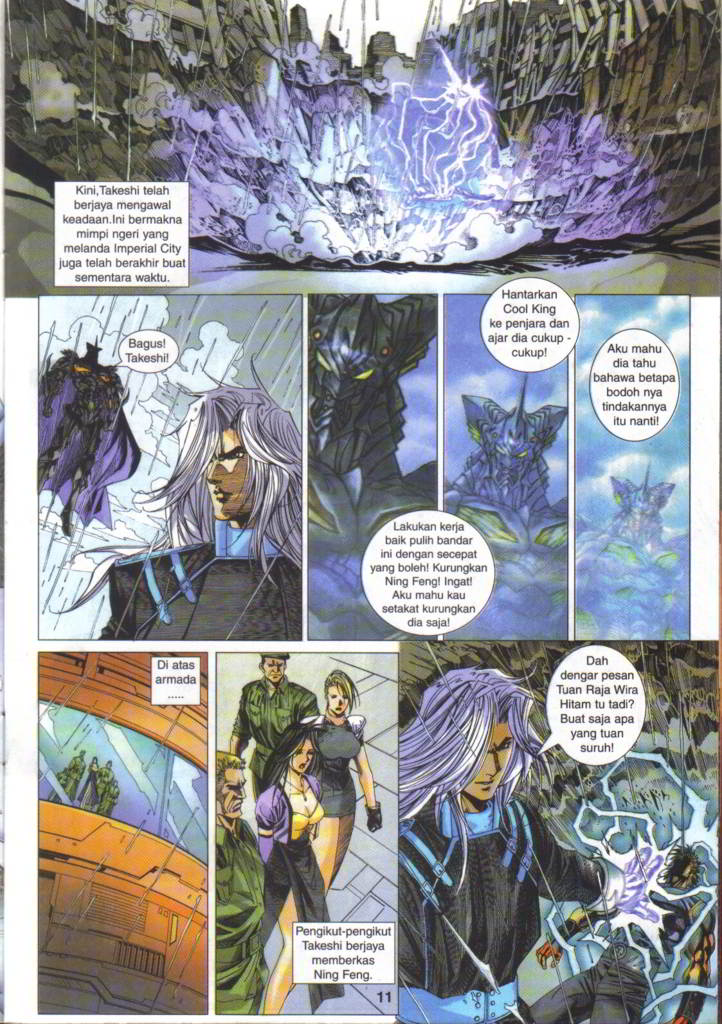 Kini,Takeshi telah
berjaya mengawal
keadaan.Ini bermakna
mimpi ngeri yang
melanda Imperial City
juga telah berakhir buat
sementara waktu.
Bagus!
Takeshi!
Lakukan kerja
baik pulih bandar
ini dengan secepat
yang boleh! Kurungkan
Ning Feng! Ingat!
Aku mahu kau
setakat kurungkan
dia saja!
Hantarkan
Cool King
ke penjara dan
ajar dia cukup -
cukup!
Aku mahu
dia tahu
bahawa betapa
bodoh nya
tindakannya
itu nanti!
Di atas
armada
.....
Pengikut-pengikut
Takeshi berjaya
memberkas
Ning Feng.
Dah
dengar pesan
Tuan Raja Wira
Hitam tu tadi?
Buat saja apa
yang tuan
suruh!
11